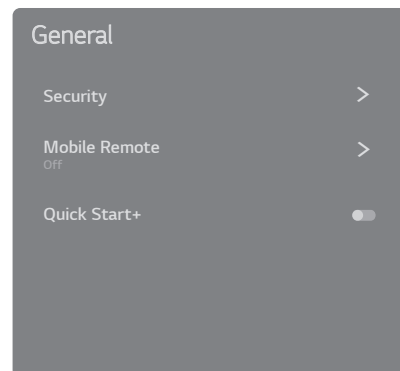 General
Security
Mobile Remote
Off
Quick Start+